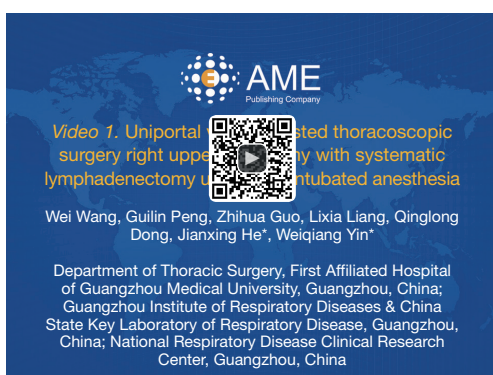 AME
Publishing Company
Video 1. Uniportal sted thoracoscopic
surgery right uppe my with systematic
lymphadenectomy u ntubated anesthesia
Wei Wang, Guilin Peng, Zhihua Guo, Lixia Liang, Qinglong
Dong, Jianxing He*, Weiqiang Yin*
Department of Thoracic Surgery, First Affiliated Hospital
of Guangzhou Medical University, Guangzhou, China;
Guangzhou Institute of Respiratory Diseases & China
State Key Laboratory of Respiratory Disease, Guangzhou,
China; National Respiratory Disease Clinical Research
Center, Guangzhou, China